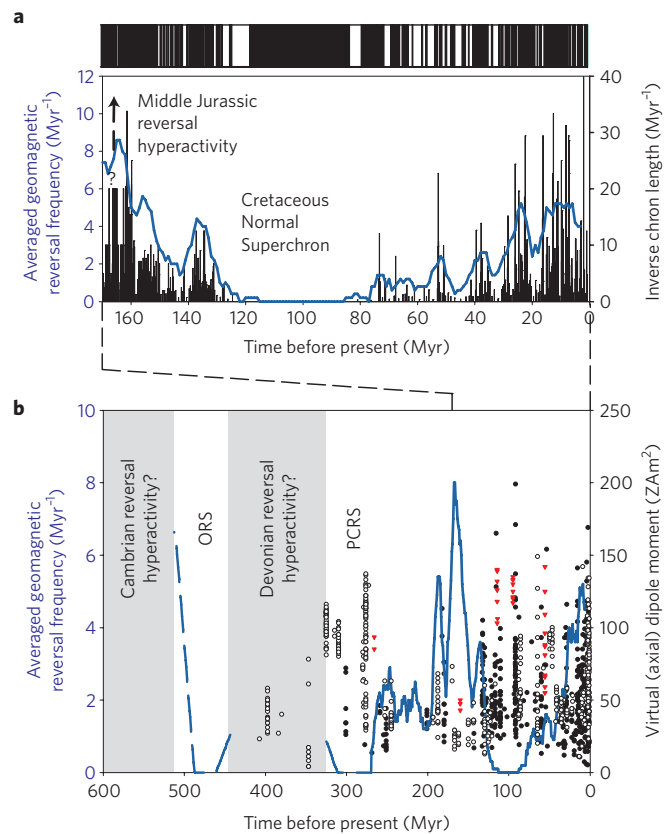 a
12
10
8
6
4
2
0
Averaged geomagnetic
reversal frequency (Myr⁻¹)
Middle Jurassic
reversal
hyperactivity
?
Cretaceous
Normal
Superchron
40
30
20
10
0
Inverse chron length (Myr)
160 140 120 100 80 60 40 20 0
Time before present (Myr)
b
10
8
6
4
2
0
Averaged geomagnetic
reversal frequency (Myr⁻¹)
Cambrian reversal
hyperactivity?
ORS
Devonian reversal
hyperactivity?
PCRS
250
200
150
100
50
0
Virtual (axial) dipole moment (ZAm²)
600 500 400 300 200 100 0
Time before present (Myr)